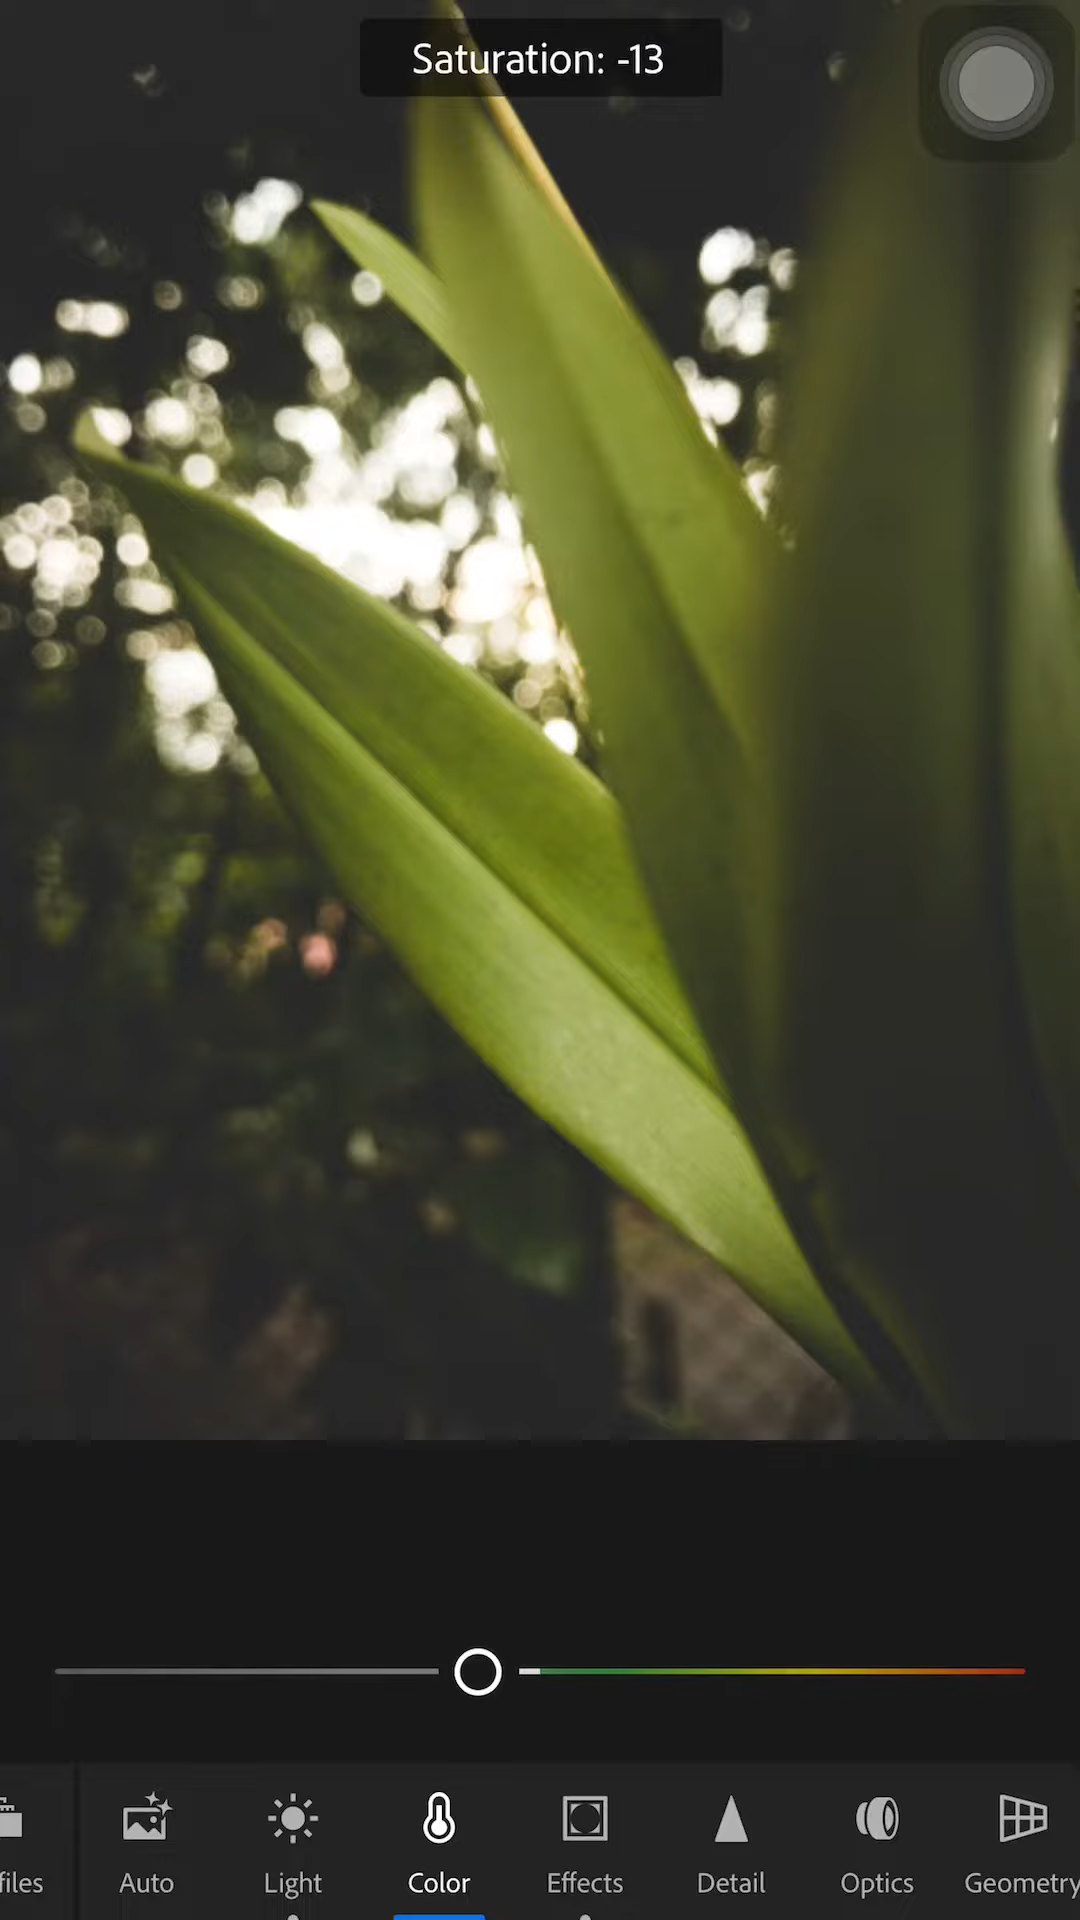 Saturation: -13
files
Auto
Light
Color
Effects
Detail
Optics
Geometry